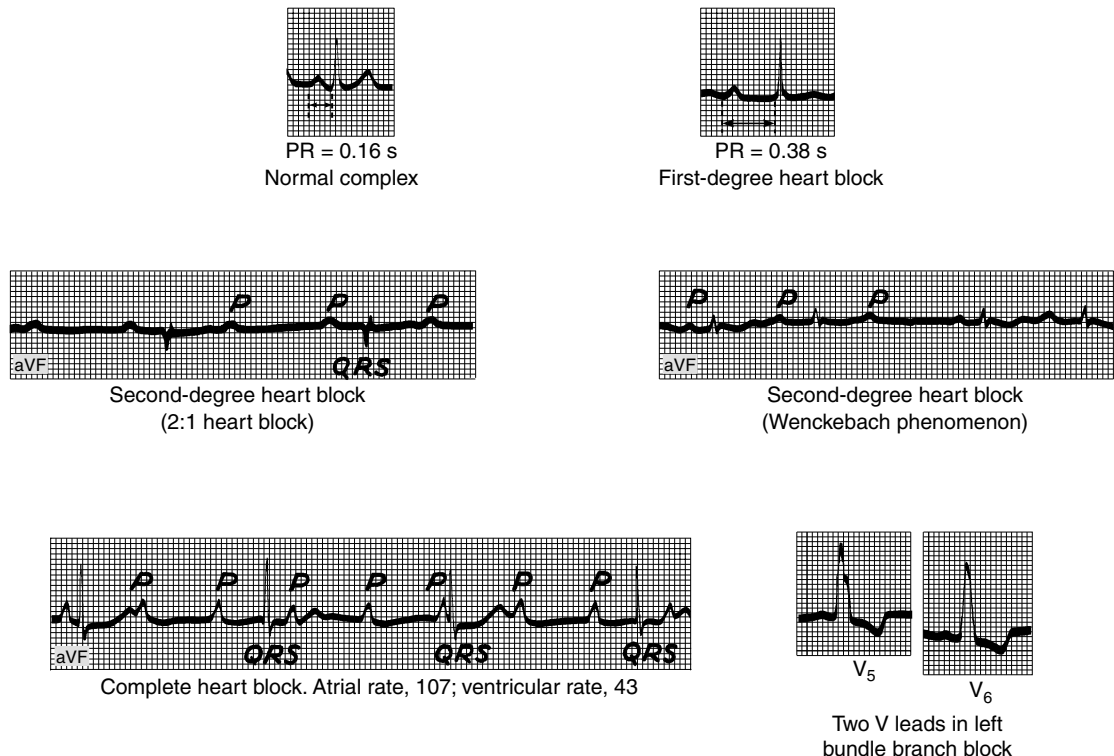 PR = 0.16 s
Normal complex
PR = 0.38 s
First-degree heart block
P P P
aVF
QRS
Second-degree heart block
(2:1 heart block)
P P P
aVF
Second-degree heart block
(Wenckebach phenomenon)
P P P P P P P
aVF
QRS QRS QRS
Complete heart block. Atrial rate, 107; ventricular rate, 43
V5
V6
Two V leads in left
bundle branch block